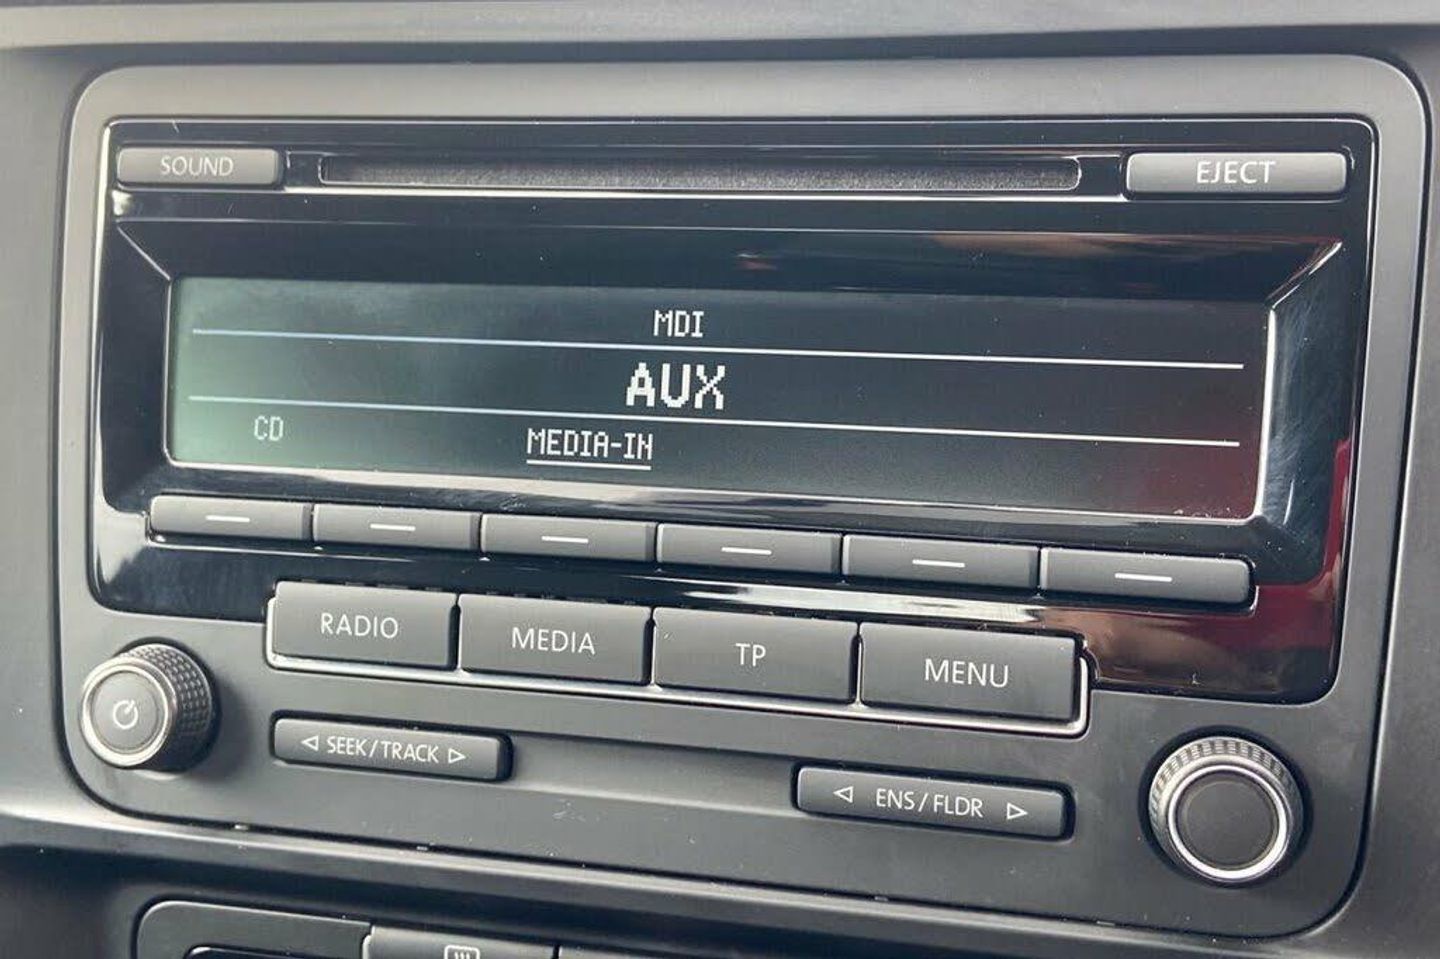 SOUND
EJECT
MDI
AUX
CD
MEDIA-IN
RADIO
MEDIA
TP
MENU
SEEK/TRACK
ENS/FLDR